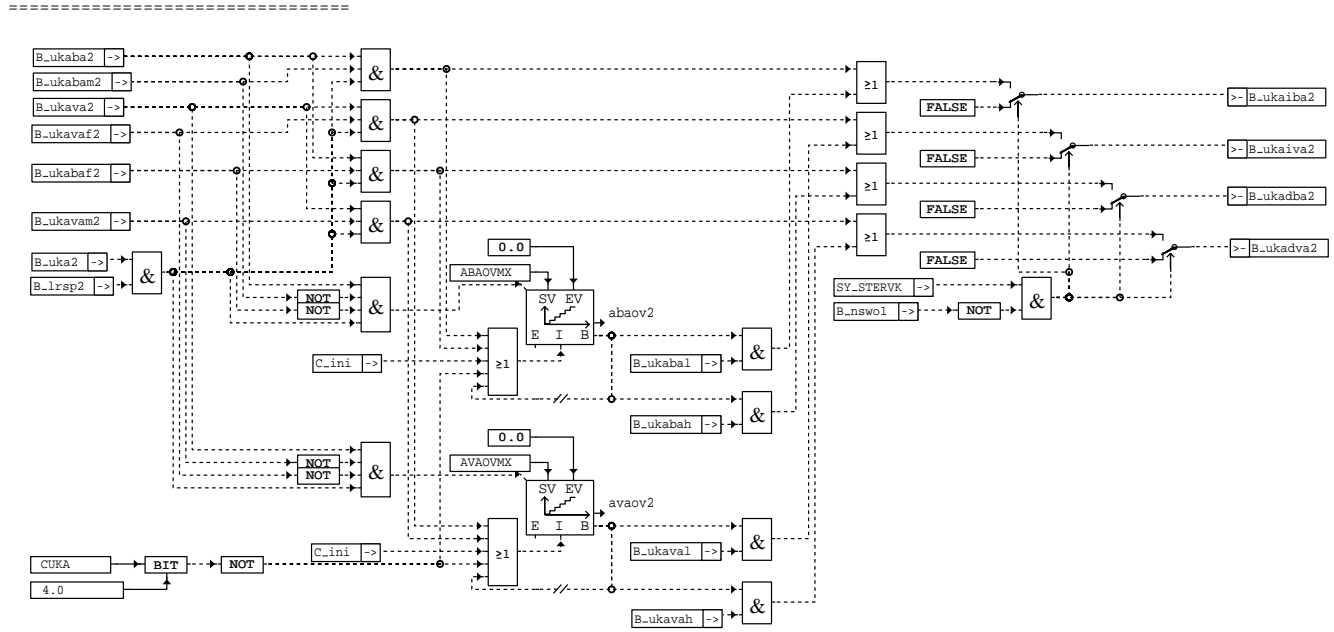 ================================
B_ukaba2 ->
B_ukabam2 ->
B_ukava2 ->
B_ukavaf2 ->
B_ukabaf2 ->
B_ukavam2 ->
B_uka2 ->
B_lrsp2 ->
&
&
&
&
&
≥1
FALSE
>- B_ukaiba2
≥1
FALSE
>- B_ukaiva2
≥1
FALSE
>- B_ukadba2
≥1
FALSE
>- B_ukadva2
SY_STERVK ->
B_nswo1 ->
NOT
&
0.0
ABAOVMX
NOT
NOT
&
SV EV
abaov2
E I B
C_ini ->
≥1
//
B_ukabal ->
&
B_ukabah ->
&
0.0
AVAOVMX
NOT
NOT
&
SV EV
avaov2
E I B
C_ini ->
≥1
//
B_ukaval ->
&
B_ukavah ->
&
CUKA
BIT
NOT
4.0